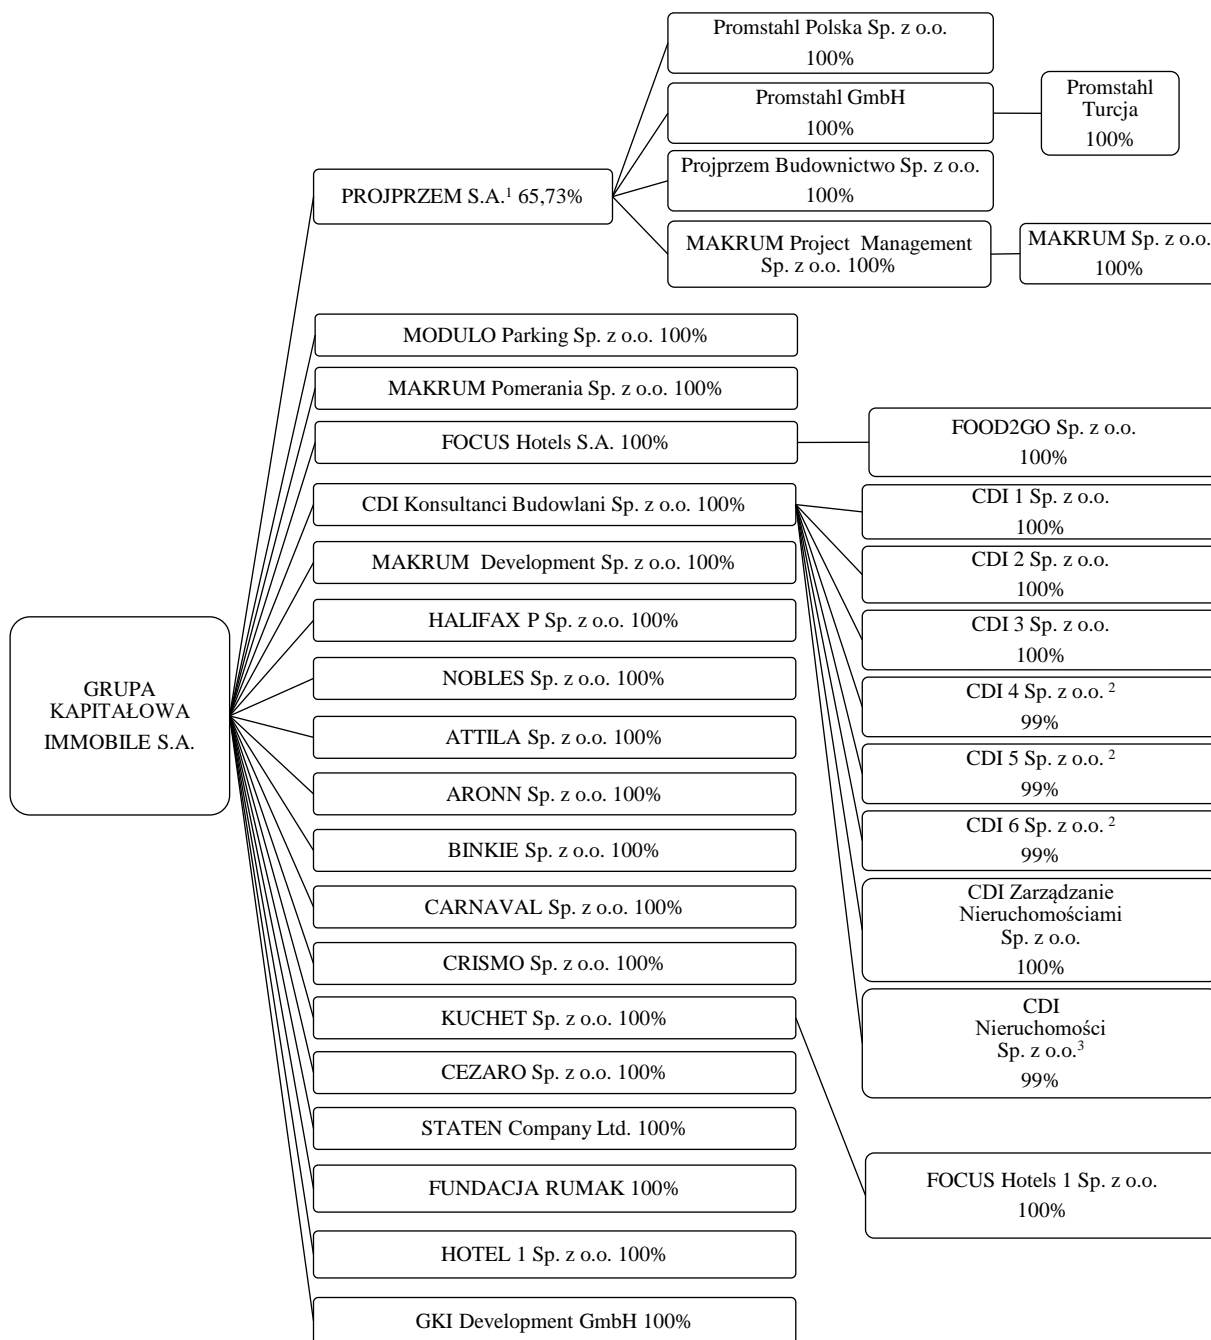 Promstahl Polska Sp. z o.o.
100%
Promstahl GmbH
100%
Promstahl
Turcja
100%
Projprzem Budownictwo Sp. z o.o.
100%
PROJPRZEM S.A.¹ 65,73%
MAKRUM Project Management
Sp. z o.o. 100%
MAKRUM Sp. z o.o.
100%
MODULO Parking Sp. z o.o. 100%
MAKRUM Pomerania Sp. z o.o. 100%
FOCUS Hotels S.A. 100%
FOOD2GO Sp. z o.o.
100%
CDI Konsultanci Budowlani Sp. z o.o. 100%
CDI 1 Sp. z o.o.
100%
CDI 2 Sp. z o.o.
100%
CDI 3 Sp. z o.o.
100%
CDI 4 Sp. z o.o. ²
99%
CDI 5 Sp. z o.o. ²
99%
CDI 6 Sp. z o.o. ²
99%
CDI Zarządzanie
Nieruchomościami
Sp. z o.o.
100%
CDI
Nieruchomości
Sp. z o.o.³
99%
MAKRUM Development Sp. z o.o. 100%
HALIFAX P Sp. z o.o. 100%
NOBLES Sp. z o.o. 100%
GRUPA
KAPITAŁOWA
IMMOBILE S.A.
ATTILA Sp. z o.o. 100%
ARONN Sp. z o.o. 100%
BINKIE Sp. z o.o. 100%
CARNAVAL Sp. z o.o. 100%
CRISMO Sp. z o.o. 100%
KUCHET Sp. z o.o. 100%
FOCUS Hotels 1 Sp. z o.o.
100%
CEZARO Sp. z o.o. 100%
STATEN Company Ltd. 100%
FUNDACJA RUMAK 100%
HOTEL 1 Sp. z o.o. 100%
GKI Development GmbH 100%